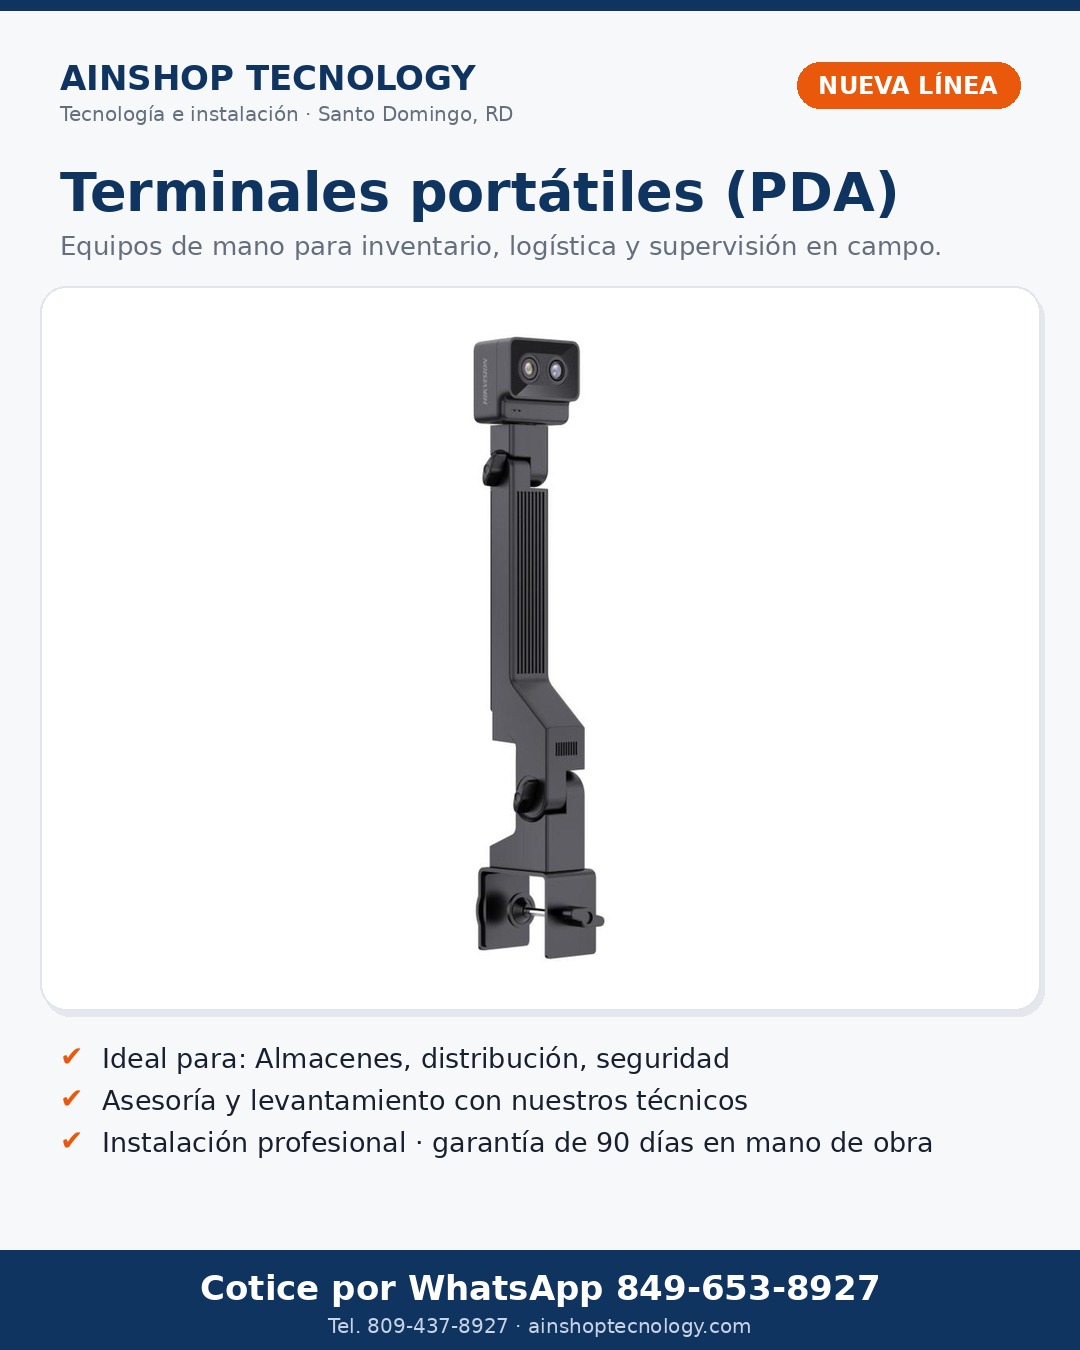 AINSHOP TECNOLOGY
NUEVA LÍNEA
Tecnología e instalación · Santo Domingo, RD
Terminales portátiles (PDA)
Equipos de mano para inventario, logística y supervisión en campo.
HIKVISION
✔ Ideal para: Almacenes, distribución, seguridad
✔ Asesoría y levantamiento con nuestros técnicos
✔ Instalación profesional · garantía de 90 días en mano de obra
Cotice por WhatsApp 849-653-8927
Tel. 809-437-8927 · ainshoptecnology.com